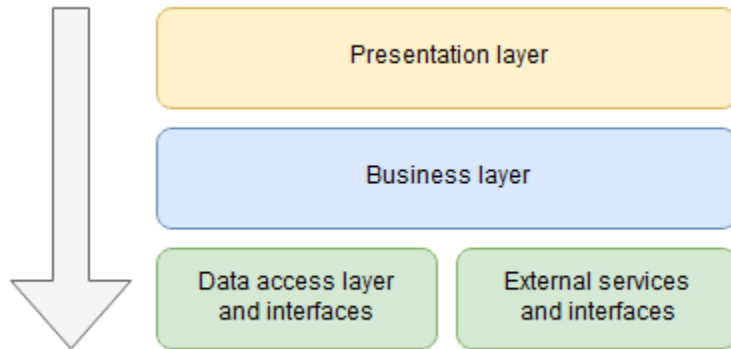 Presentation layer
Business layer
Data access layer
and interfaces
External services
and interfaces